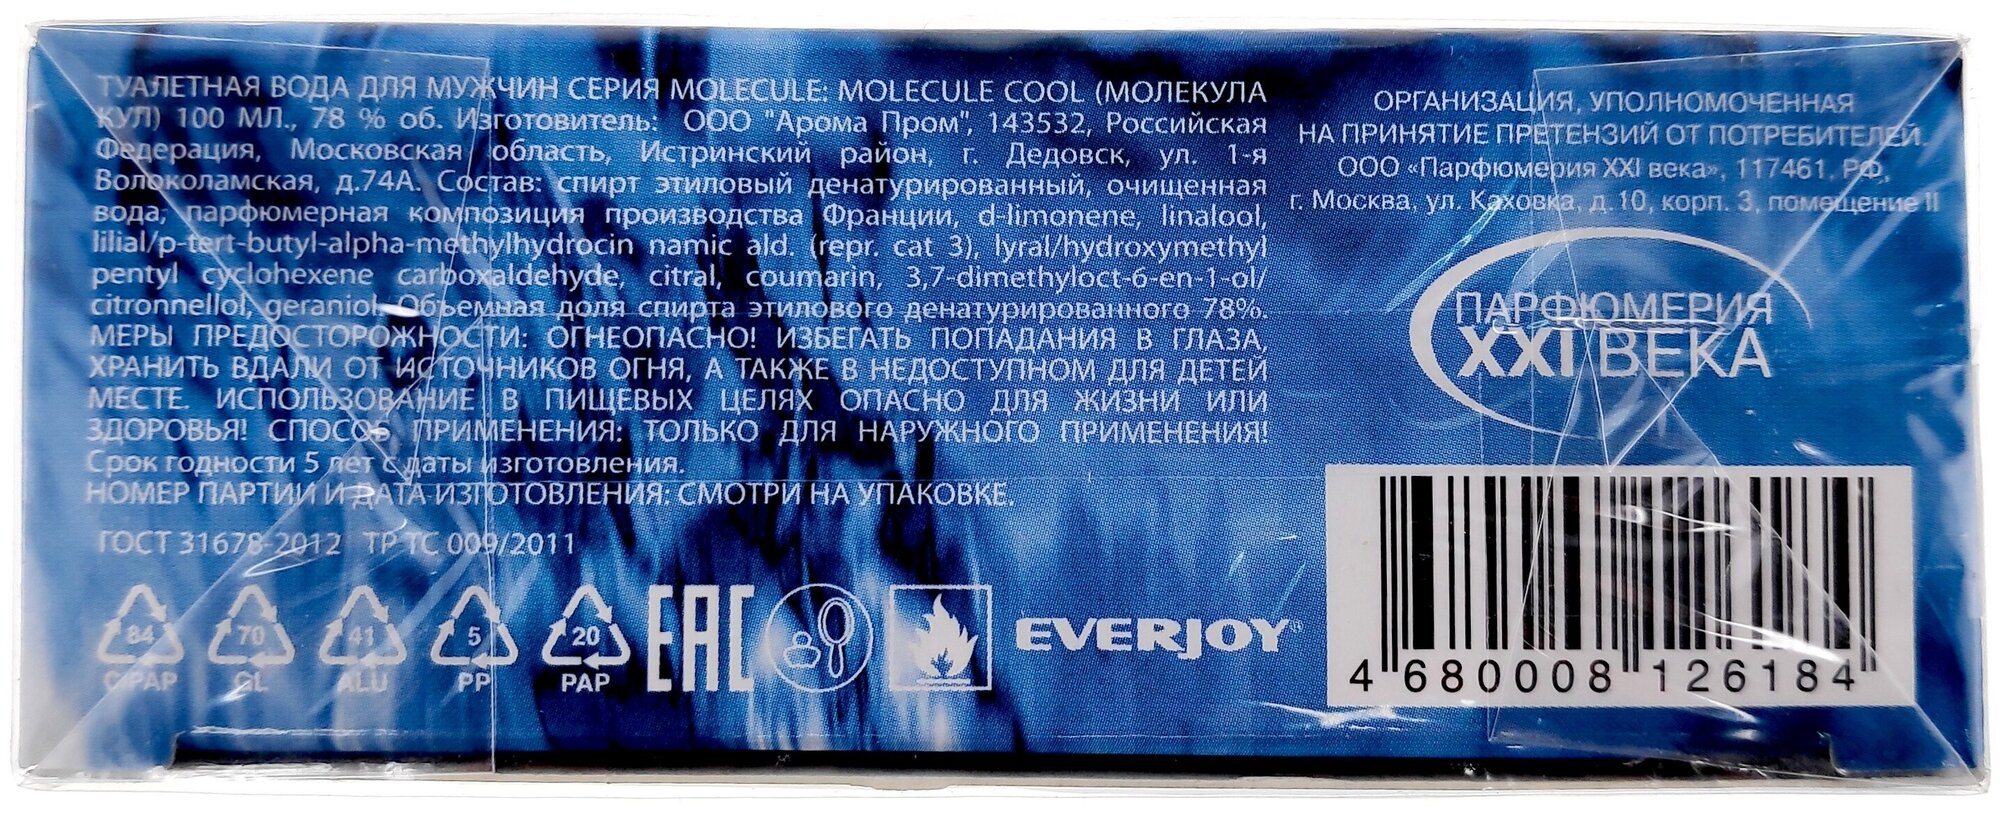 ТУАЛЕТНАЯ ВОДА ДЛЯ МУЖЧИН СЕРИЯ MOLECULE: MOLECULE COOL (МОЛЕКУЛА
КУЛ) 100 МЛ., 78 % об. Изготовитель: ООО "Арома Пром", 143532, Российская
Федерация, Московская область, Истринский район, г. Дедовск, ул. 1-я
Волоколамская, д.74А. Состав: спирт этиловый денатурированный, очищенная
вода, парфюмерная композиция производства Франции, d-limonene, linalool,
lilial/p-tert-butyl-alpha-methylhydrocin namic ald. (repr. cat 3), lyral/hydroxymethyl
pentyl cyclohexene carboxaldehyde, citral, coumarin, 3,7-dimethyloct-6-en-1-ol/
citronnellol, geraniol. Объемная доля спирта этилового денатурированного 78%.
МЕРЫ ПРЕДОСТОРОЖНОСТИ: ОГНЕОПАСНО! ИЗБЕГАТЬ ПОПАДАНИЯ В ГЛАЗА,
ХРАНИТЬ ВДАЛИ ОТ ИСТОЧНИКОВ ОГНЯ, А ТАКЖЕ В НЕДОСТУПНОМ ДЛЯ ДЕТЕЙ
МЕСТЕ. ИСПОЛЬЗОВАНИЕ В ПИЩЕВЫХ ЦЕЛЯХ ОПАСНО ДЛЯ ЖИЗНИ ИЛИ
ЗДОРОВЬЯ! СПОСОБ ПРИМЕНЕНИЯ: ТОЛЬКО ДЛЯ НАРУЖНОГО ПРИМЕНЕНИЯ!
Срок годности 5 лет с даты изготовления.
НОМЕР ПАРТИИ И ДАТА ИЗГОТОВЛЕНИЯ: СМОТРИ НА УПАКОВКЕ.
ГОСТ 31678-2012 ТР ТС 009/2011
84 70 41 5 20
C/PAP GL ALU PP PAP
EAC
EVERJOY®
ОРГАНИЗАЦИЯ, УПОЛНОМОЧЕННАЯ
НА ПРИНЯТИЕ ПРЕТЕНЗИЙ ОТ ПОТРЕБИТЕЛЕЙ.
ООО «Парфюмерия XXI века», 117461, РФ,
г. Москва, ул. Каховка, д. 10, корп. 3, помещение II
ПАРФЮМЕРИЯ
XXI ВЕКА
4 680008 126184